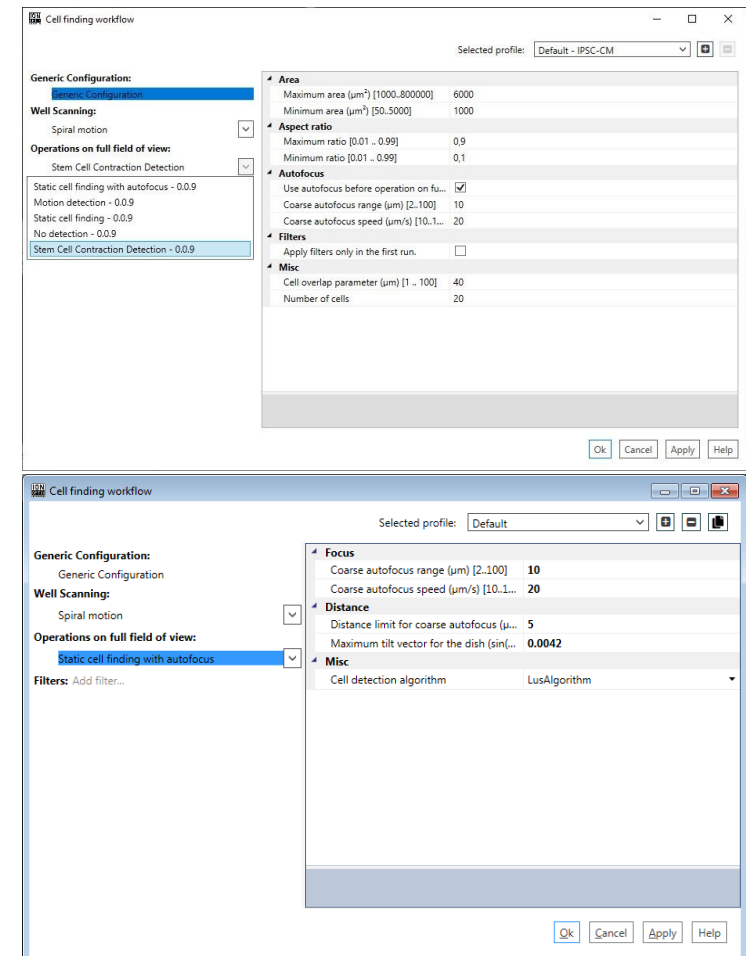 Cell finding workflow
Selected profile: Default - IPSC-CM
Generic Configuration:
Generic Configuration
Well Scanning:
Spiral motion
Operations on full field of view:
Stem Cell Contraction Detection
Static cell finding with autofocus - 0.0.9
Motion detection - 0.0.9
Static cell finding - 0.0.9
No detection - 0.0.9
Stem Cell Contraction Detection - 0.0.9
Area
Maximum area (µm²) [1000..800000] 6000
Minimum area (µm²) [50..5000] 1000
Aspect ratio
Maximum ratio [0.01 .. 0.99] 0,9
Minimum ratio [0.01 .. 0.99] 0,1
Autofocus
Use autofocus before operation on fu...
Coarse autofocus range (µm) [2..100] 10
Coarse autofocus speed (µm/s) [10..1... 20
Filters
Apply filters only in the first run.
Misc
Cell overlap parameter (µm) [1 .. 100] 40
Number of cells 20
Ok Cancel Apply Help
ION
OPTIX
Cell finding workflow
Selected profile: Default
Generic Configuration:
Generic Configuration
Well Scanning:
Spiral motion
Operations on full field of view:
Static cell finding with autofocus
Filters: Add filter...
Focus
Coarse autofocus range (µm) [2..100] 10
Coarse autofocus speed (µm/s) [10..1... 20
Distance
Distance limit for coarse autofocus (µ... 5
Maximum tilt vector for the dish (sin(... 0.0042
Misc
Cell detection algorithm LusAlgorithm
Ok Cancel Apply Help